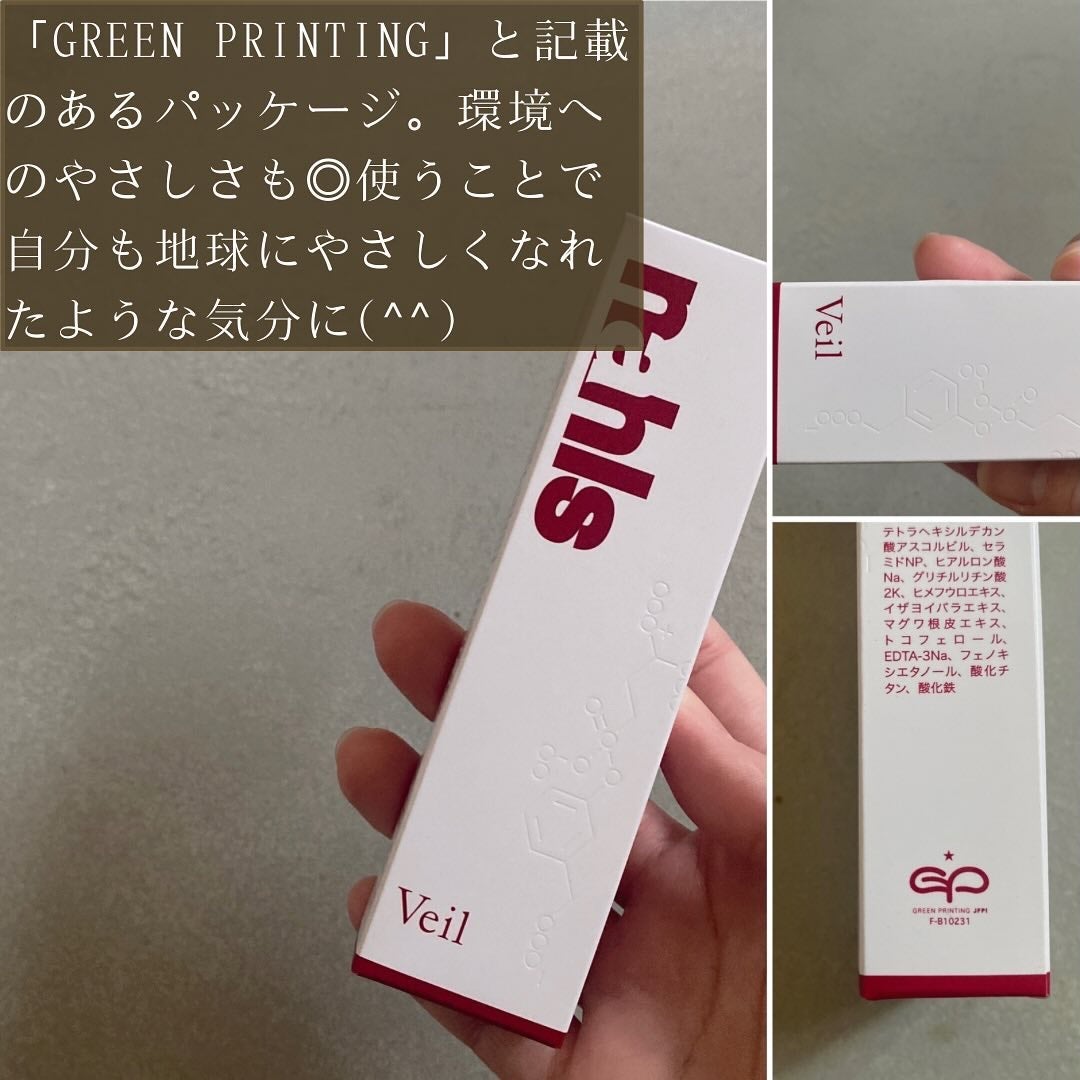 「GREEN PRINTING」と記載
のあるパッケージ。環境へ
のやさしさも◎使うことで
自分も地球にやさしくなれ
たような気分に(^^)
Veil
Veil
テトラヘキシルデカン
酸アスコルビル、セラ
ミドNP、ヒアルロン酸
Na、グリチルリチン酸
2K、ヒメフウロエキス、
イザヨイバラエキス、
マグワ根皮エキス、
トコフェロール、
EDTA-3Na、フェノキ
シエタノール、酸化チ
タン、酸化鉄
GP
GREEN PRINTING JFPI
F-B10231